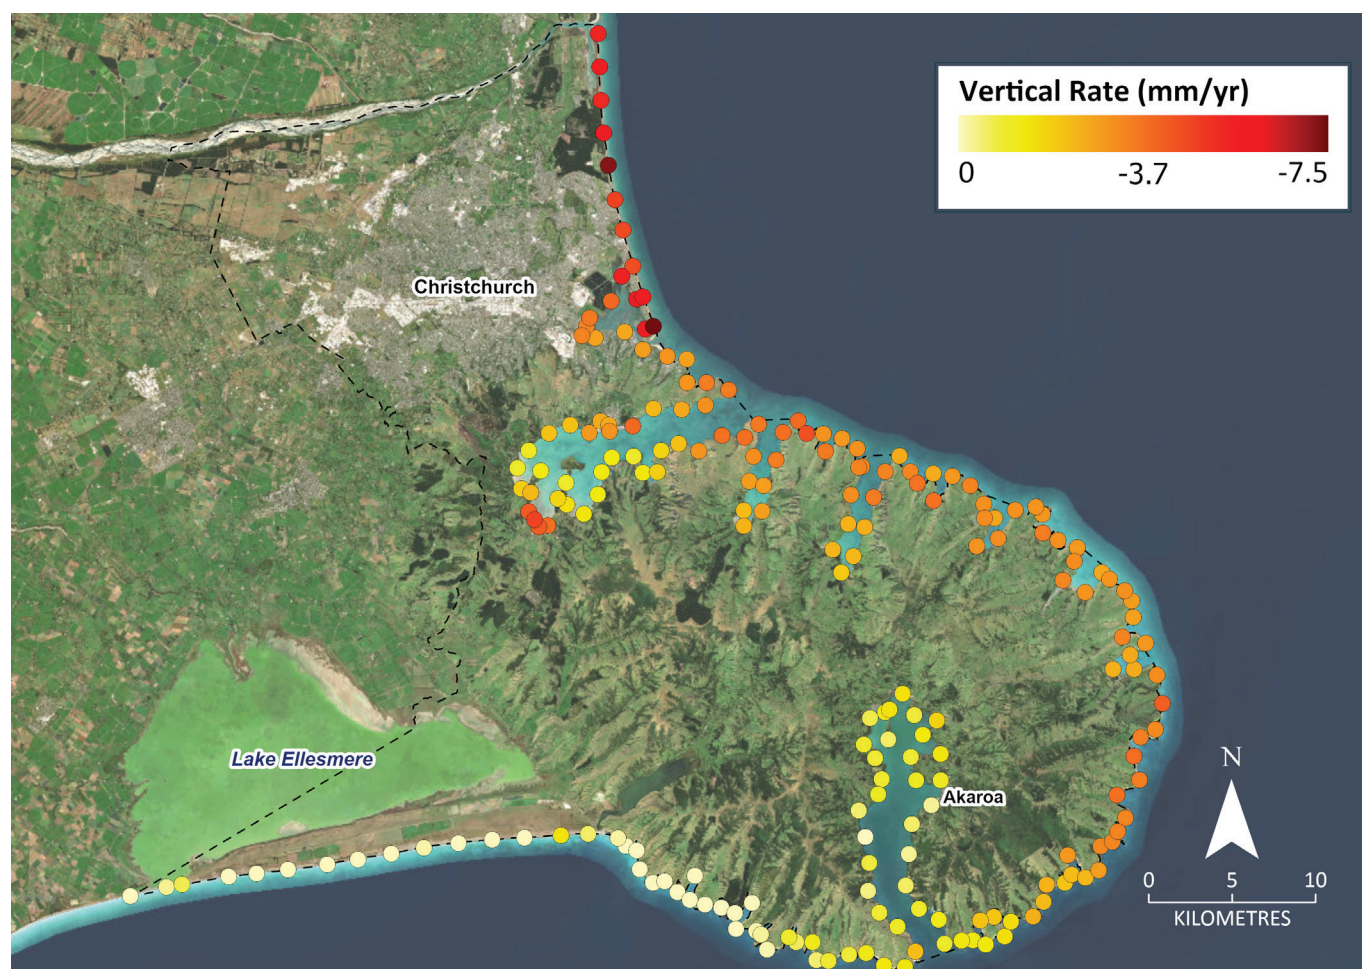 Vertical Rate (mm/yr)
0 -3.7 -7.5
Christchurch
Lake Ellesmere
Akaroa
N
0 5 10
KILOMETRES